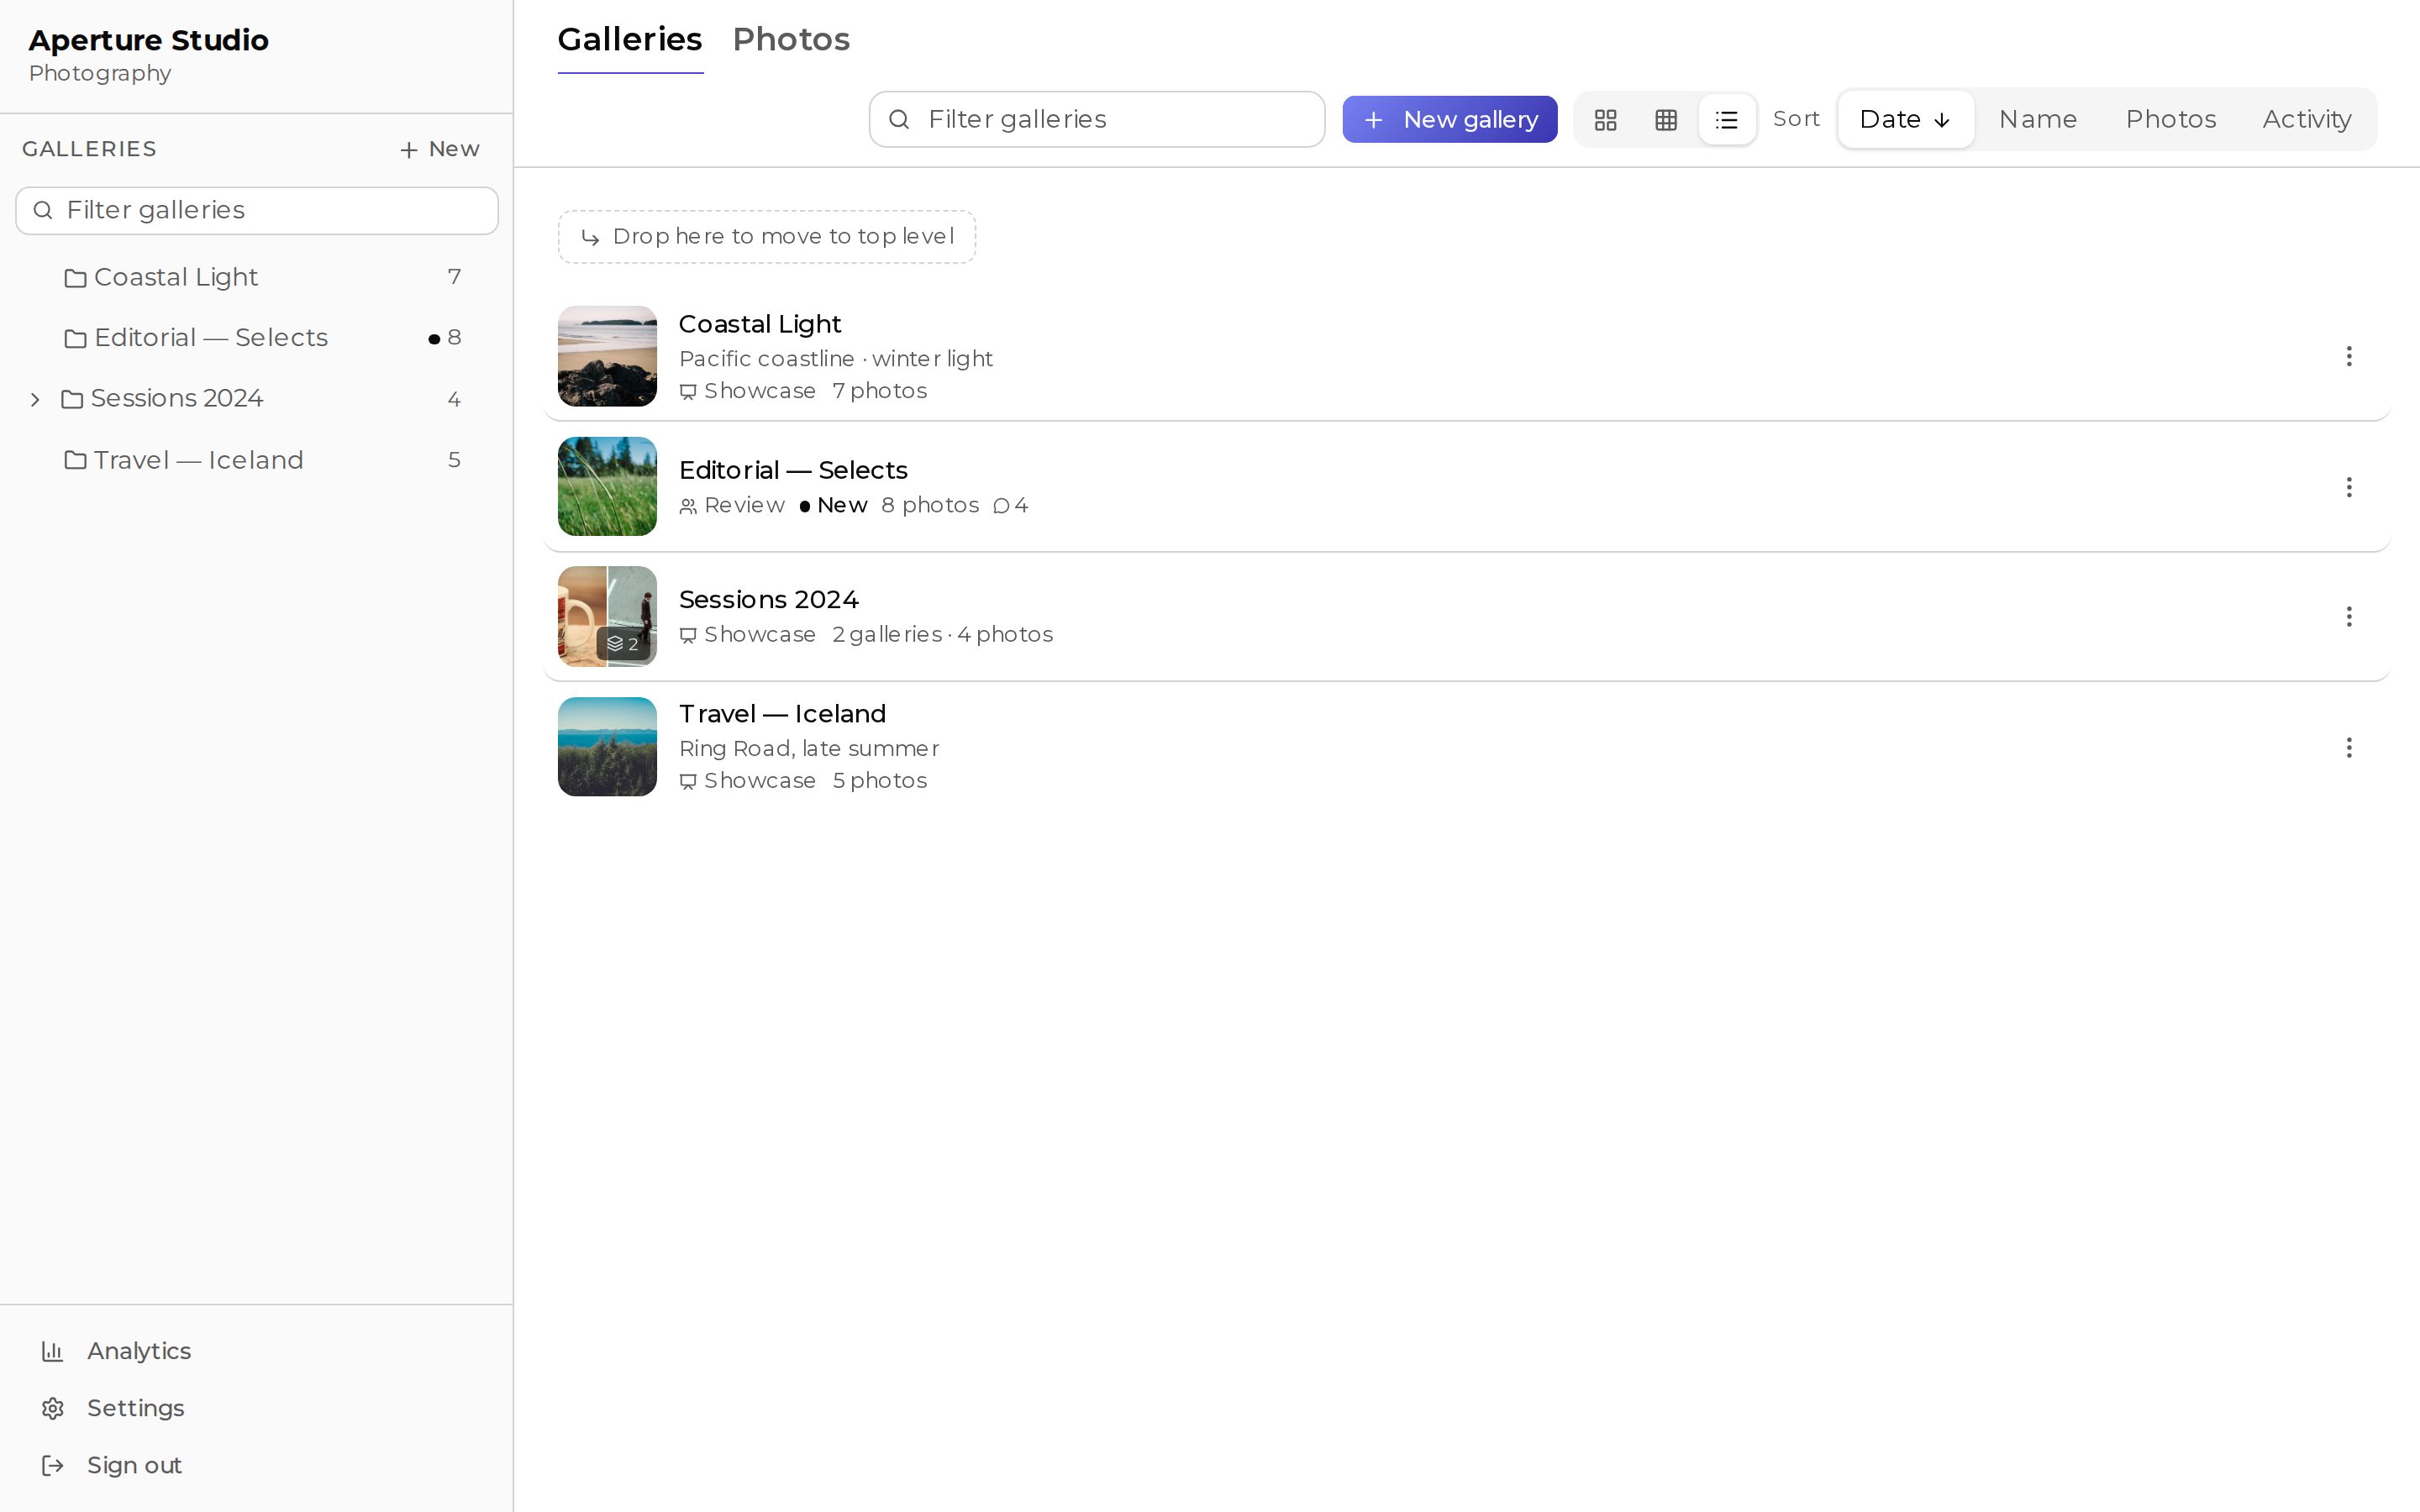 Aperture Studio
Photography
GALLERIES
New
Filter galleries
Coastal Light 7
Editorial — Selects 8
Sessions 2024 4
Travel — Iceland 5
Analytics
Settings
Sign out
Galleries Photos
Filter galleries
New gallery
Sort Date Name Photos Activity
Drop here to move to top level
Coastal Light
Pacific coastline · winter light
Showcase 7 photos
Editorial — Selects
Review New 8 photos 4
Sessions 2024
Showcase 2 galleries · 4 photos
2
Travel — Iceland
Ring Road, late summer
Showcase 5 photos